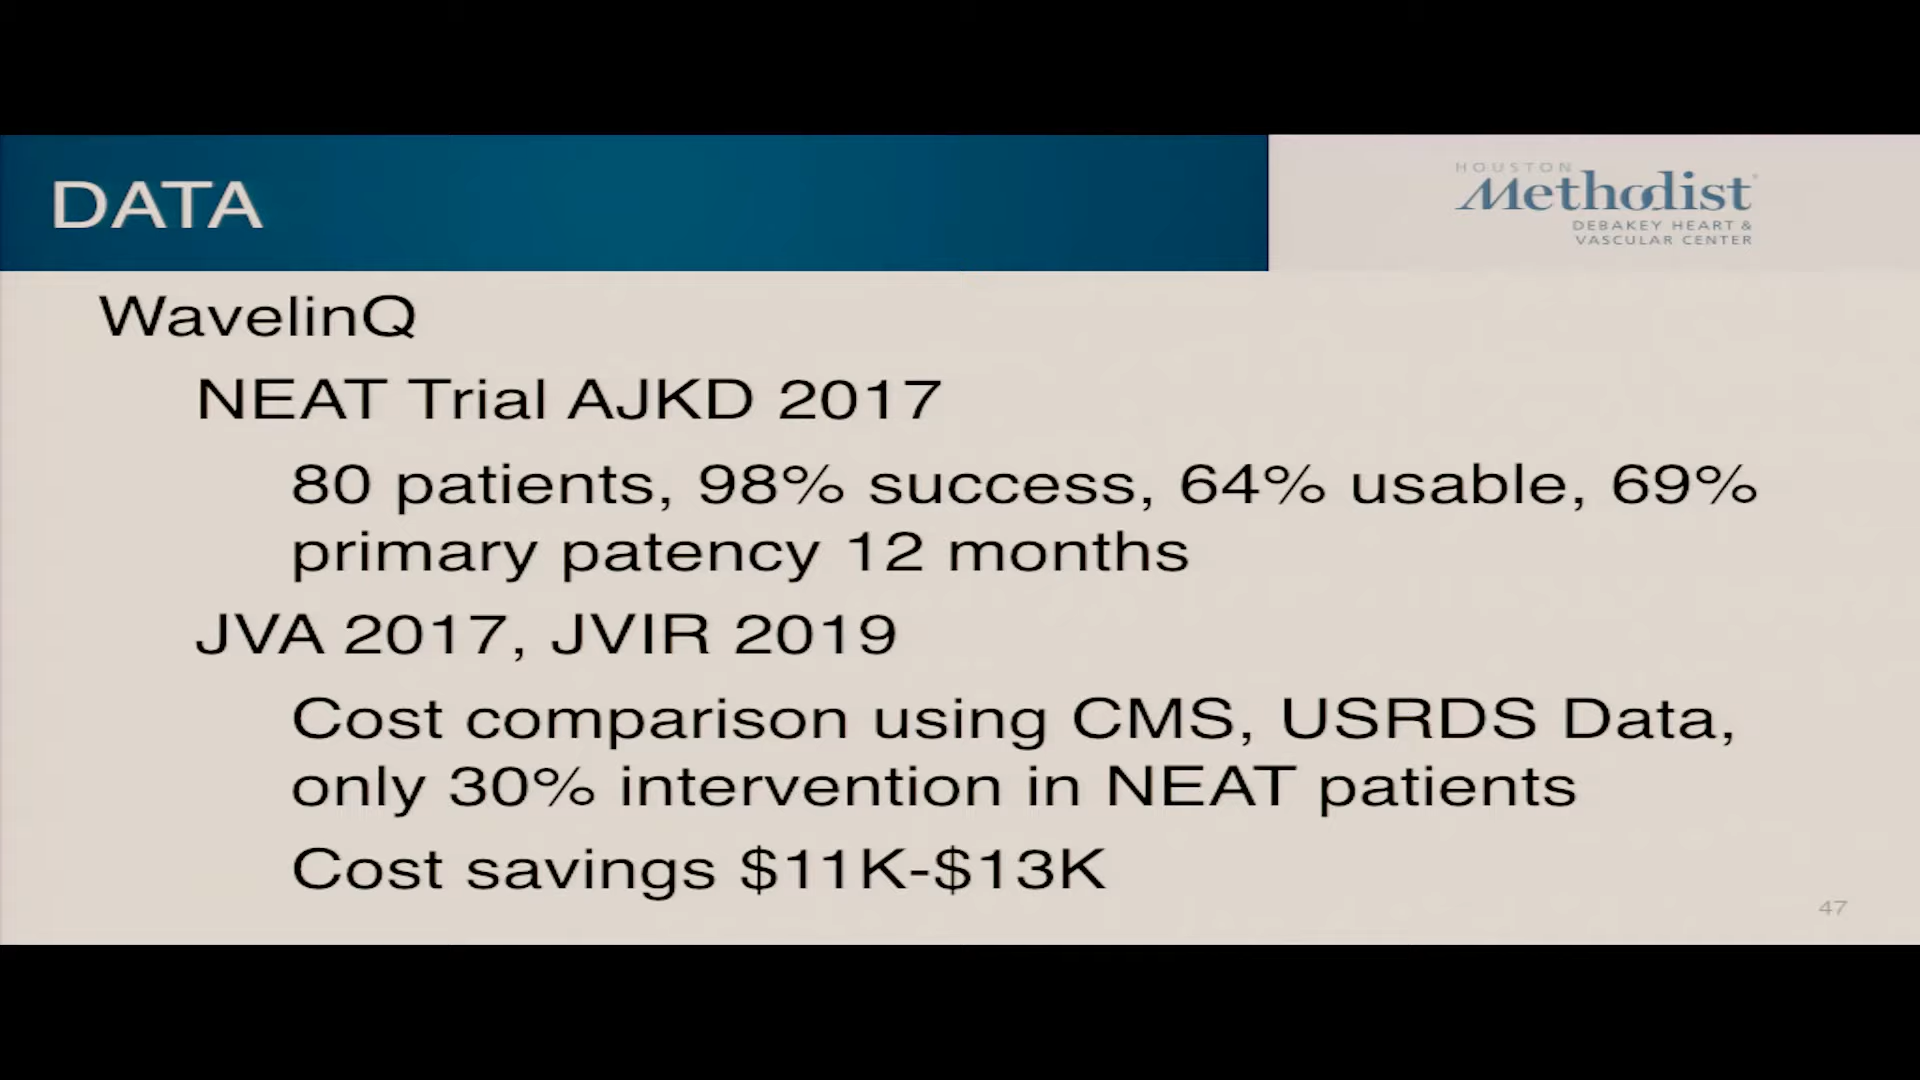 DATA
HOUSTON
Methodist
DEBAKEY HEART &
VASCULAR CENTER
WavelinQ
NEAT Trial AJKD 2017
80 patients, 98% success, 64% usable, 69%
primary patency 12 months
JVA 2017, JVIR 2019
Cost comparison using CMS, USRDS Data,
only 30% intervention in NEAT patients
Cost savings $11K-$13K
47